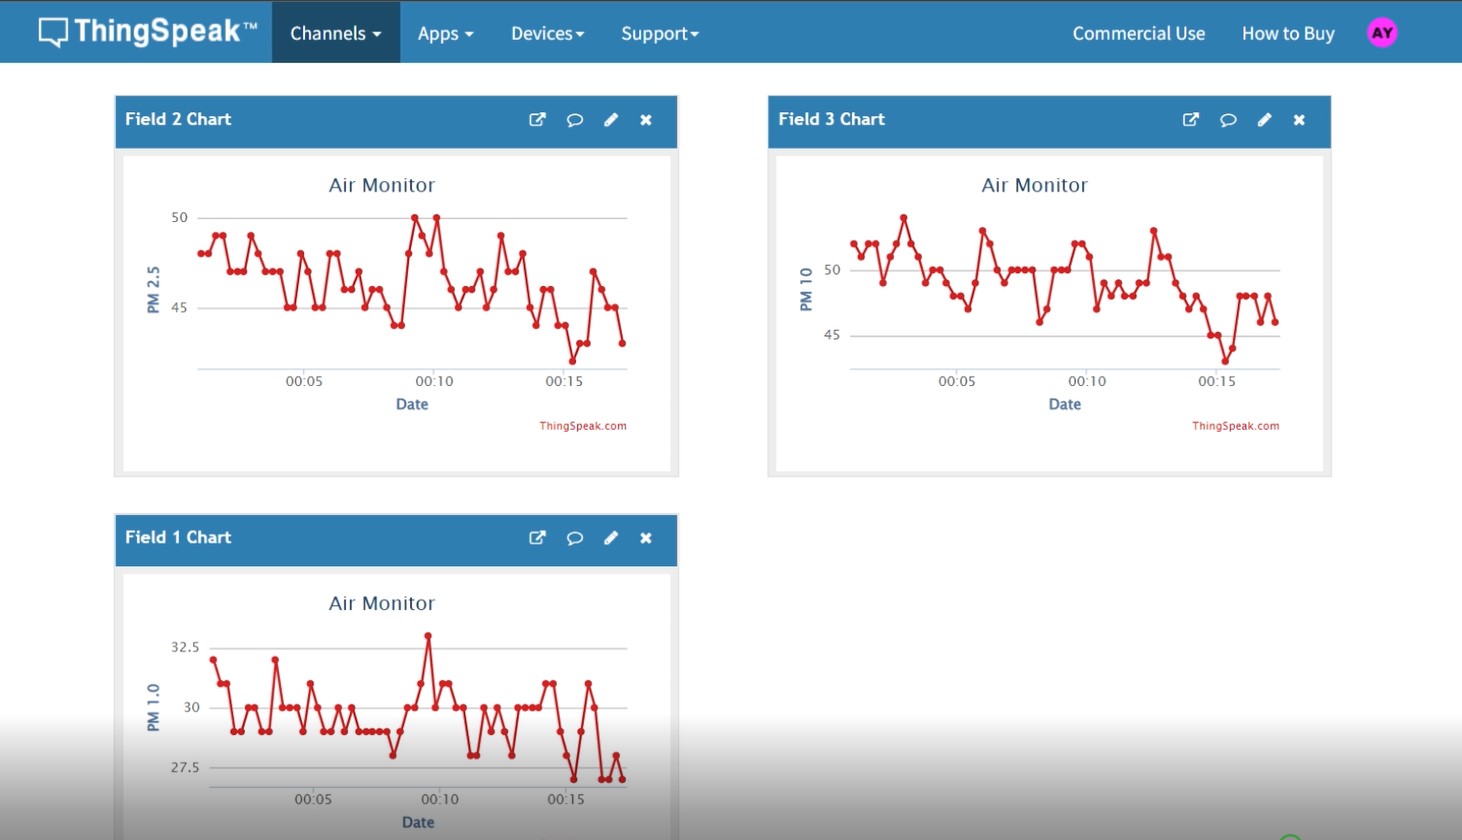 ThingSpeak™ Channels Apps Devices Support Commercial Use How to Buy AY
Field 2 Chart
Air Monitor
50
45
PM 2.5
00:05 00:10 00:15
Date
ThingSpeak.com
Field 3 Chart
Air Monitor
50
45
PM 10
00:05 00:10 00:15
Date
ThingSpeak.com
Field 1 Chart
Air Monitor
32.5
30
27.5
PM 1.0
00:05 00:10 00:15
Date